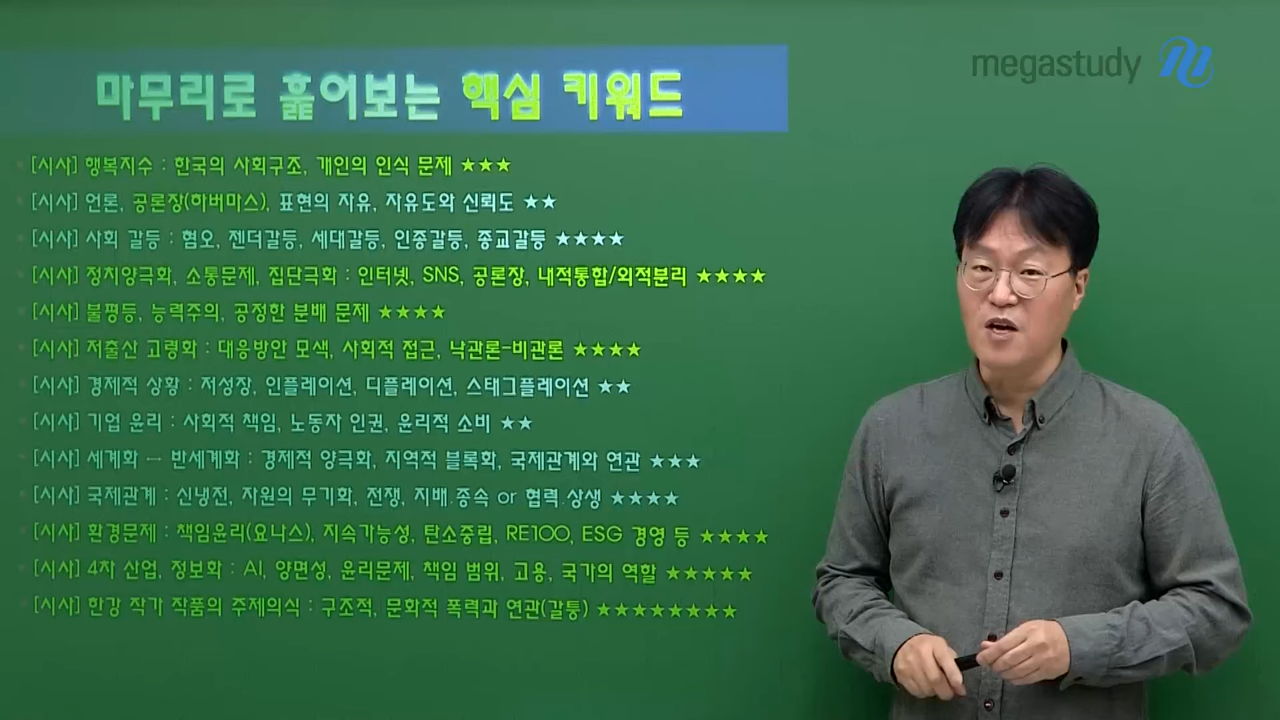 megastudy
마무리로 훑어보는 핵심 키워드
[시사] 행복지수 : 한국의 사회구조, 개인의 인식 문제 ★★★
[시사] 언론, 공론장(하버마스), 표현의 자유, 자유도와 신뢰도 ★★
[시사] 사회 갈등 : 혐오, 젠더갈등, 세대갈등, 인종갈등, 종교갈등 ★★★★
[시사] 정치양극화, 소통문제, 집단극화 : 인터넷, SNS, 공론장, 내적통합/외적분리 ★★★★
[시사] 불평등, 능력주의, 공정한 분배 문제 ★★★★
[시사] 저출산 고령화 : 대응방안 모색, 사회적 접근, 낙관론-비관론 ★★★★
[시사] 경제적 상황 : 저성장, 인플레이션, 디플레이션, 스태그플레이션 ★★
[시사] 기업 윤리 : 사회적 책임, 노동자 인권, 윤리적 소비 ★★
[시사] 세계화 ↔ 반세계화 : 경제적 양극화, 지역적 블록화, 국제관계와 연관 ★★★
[시사] 국제관계 : 신냉전, 자원의 무기화, 전쟁, 지배.종속 or 협력.상생 ★★★★
[시사] 환경문제 : 책임윤리(요나스), 지속가능성, 탄소중립, RE100, ESG 경영 등 ★★★★
[시사] 4차 산업, 정보화 : AI, 양면성, 윤리문제, 책임 범위, 고용, 국가의 역할 ★★★★★
[시사] 한강 작가 작품의 주제의식 : 구조적, 문화적 폭력과 연관(갈퉁) ★★★★★★★★